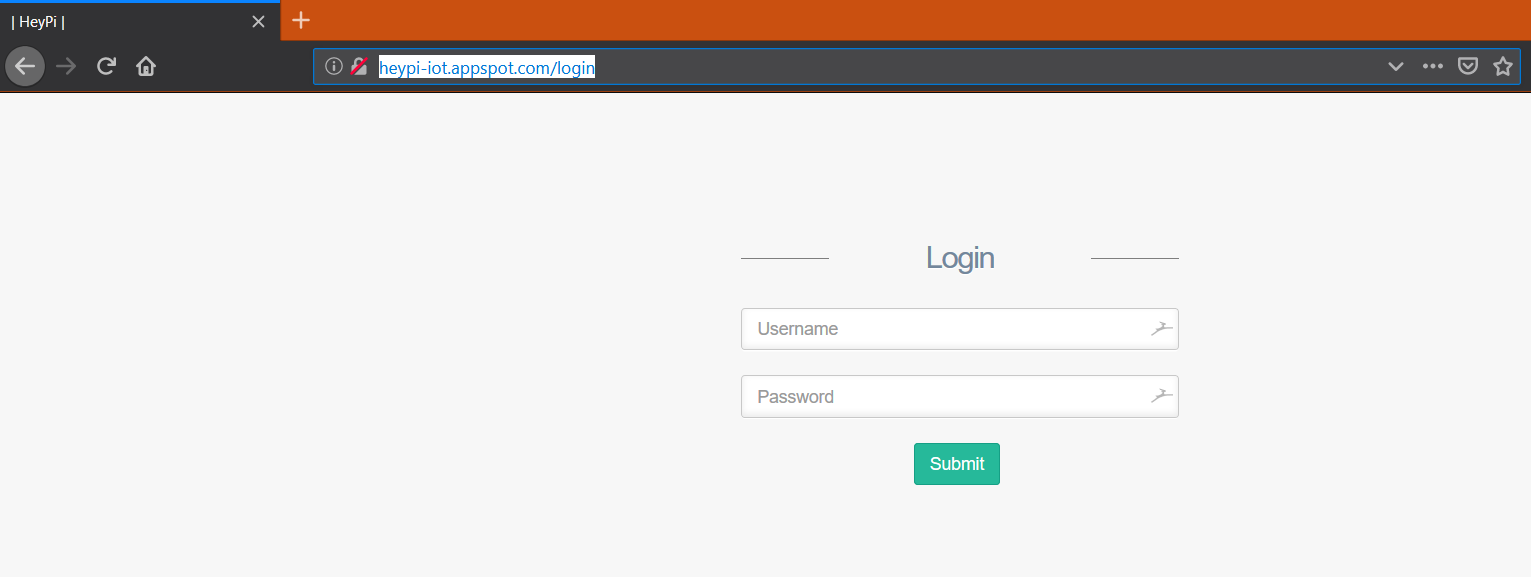 | HeyPi |
heypi-iot.appspot.com/login
Login
Username
Password
Submit